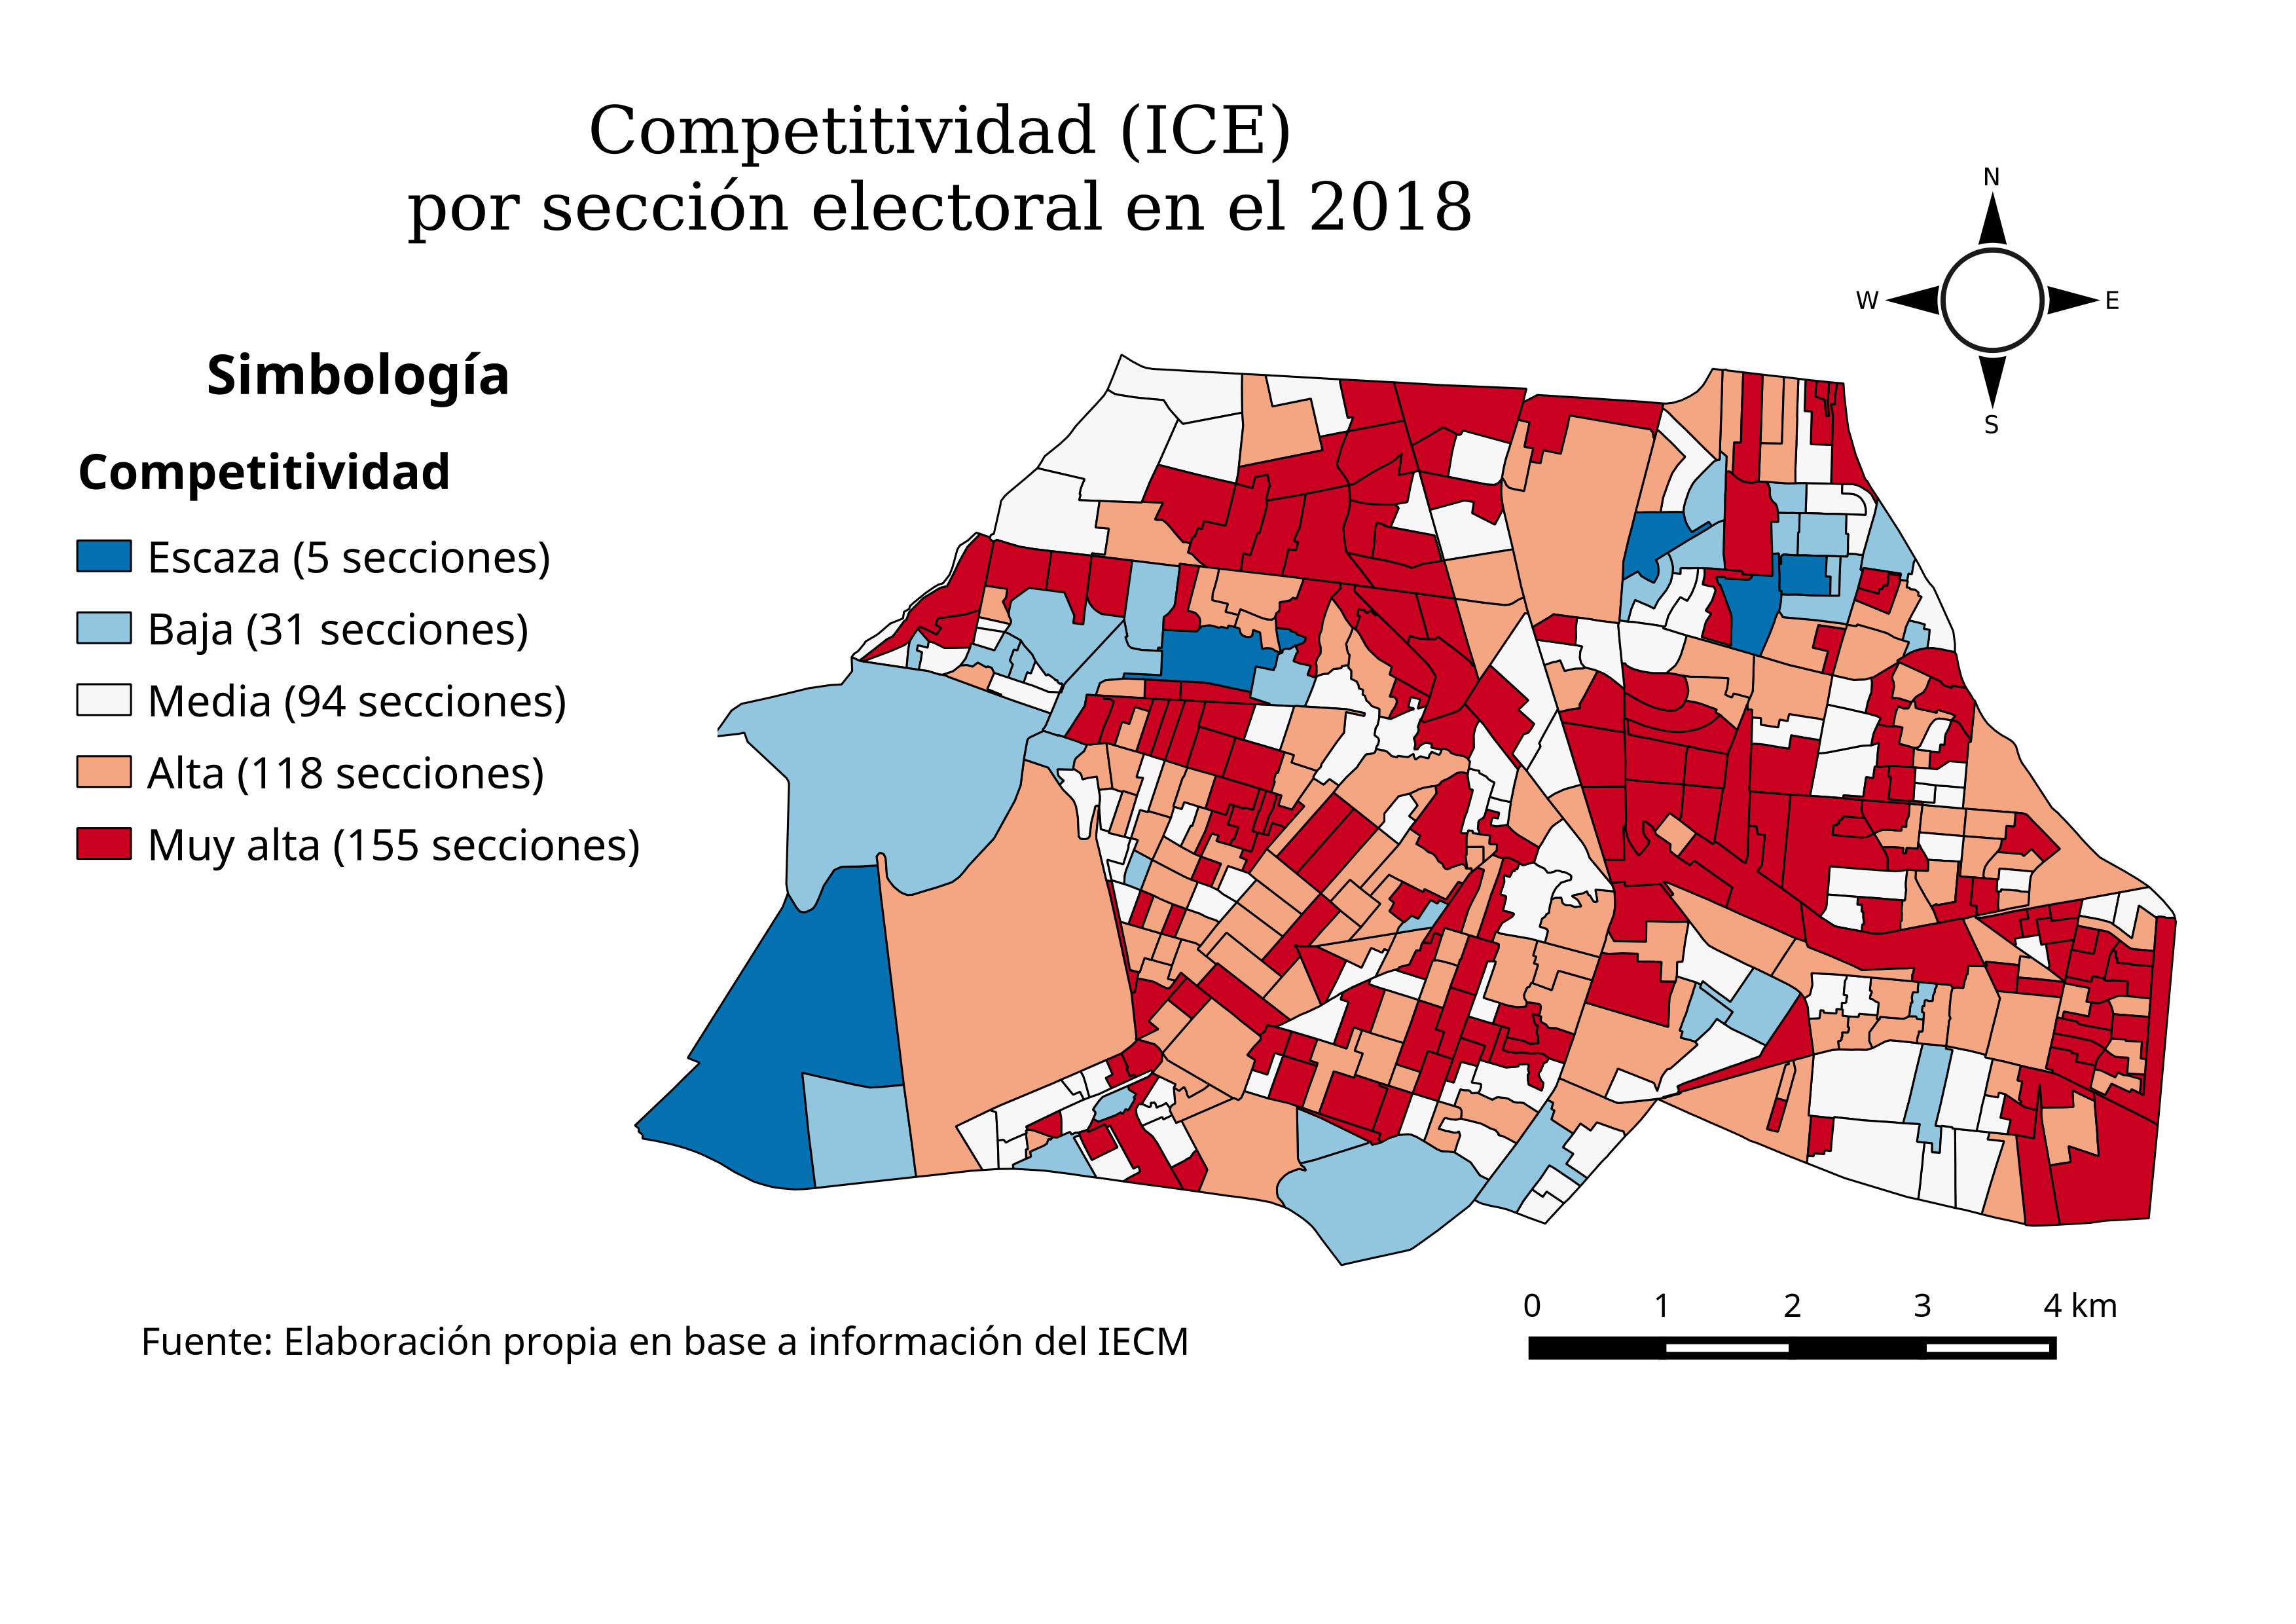 Competitividad (ICE)
por sección electoral en el 2018
N
W
E
S
Simbología
Competitividad
Escaza (5 secciones)
Baja (31 secciones)
Media (94 secciones)
Alta (118 secciones)
Muy alta (155 secciones)
0 1 2 3 4 km
Fuente: Elaboración propia en base a información del IECM